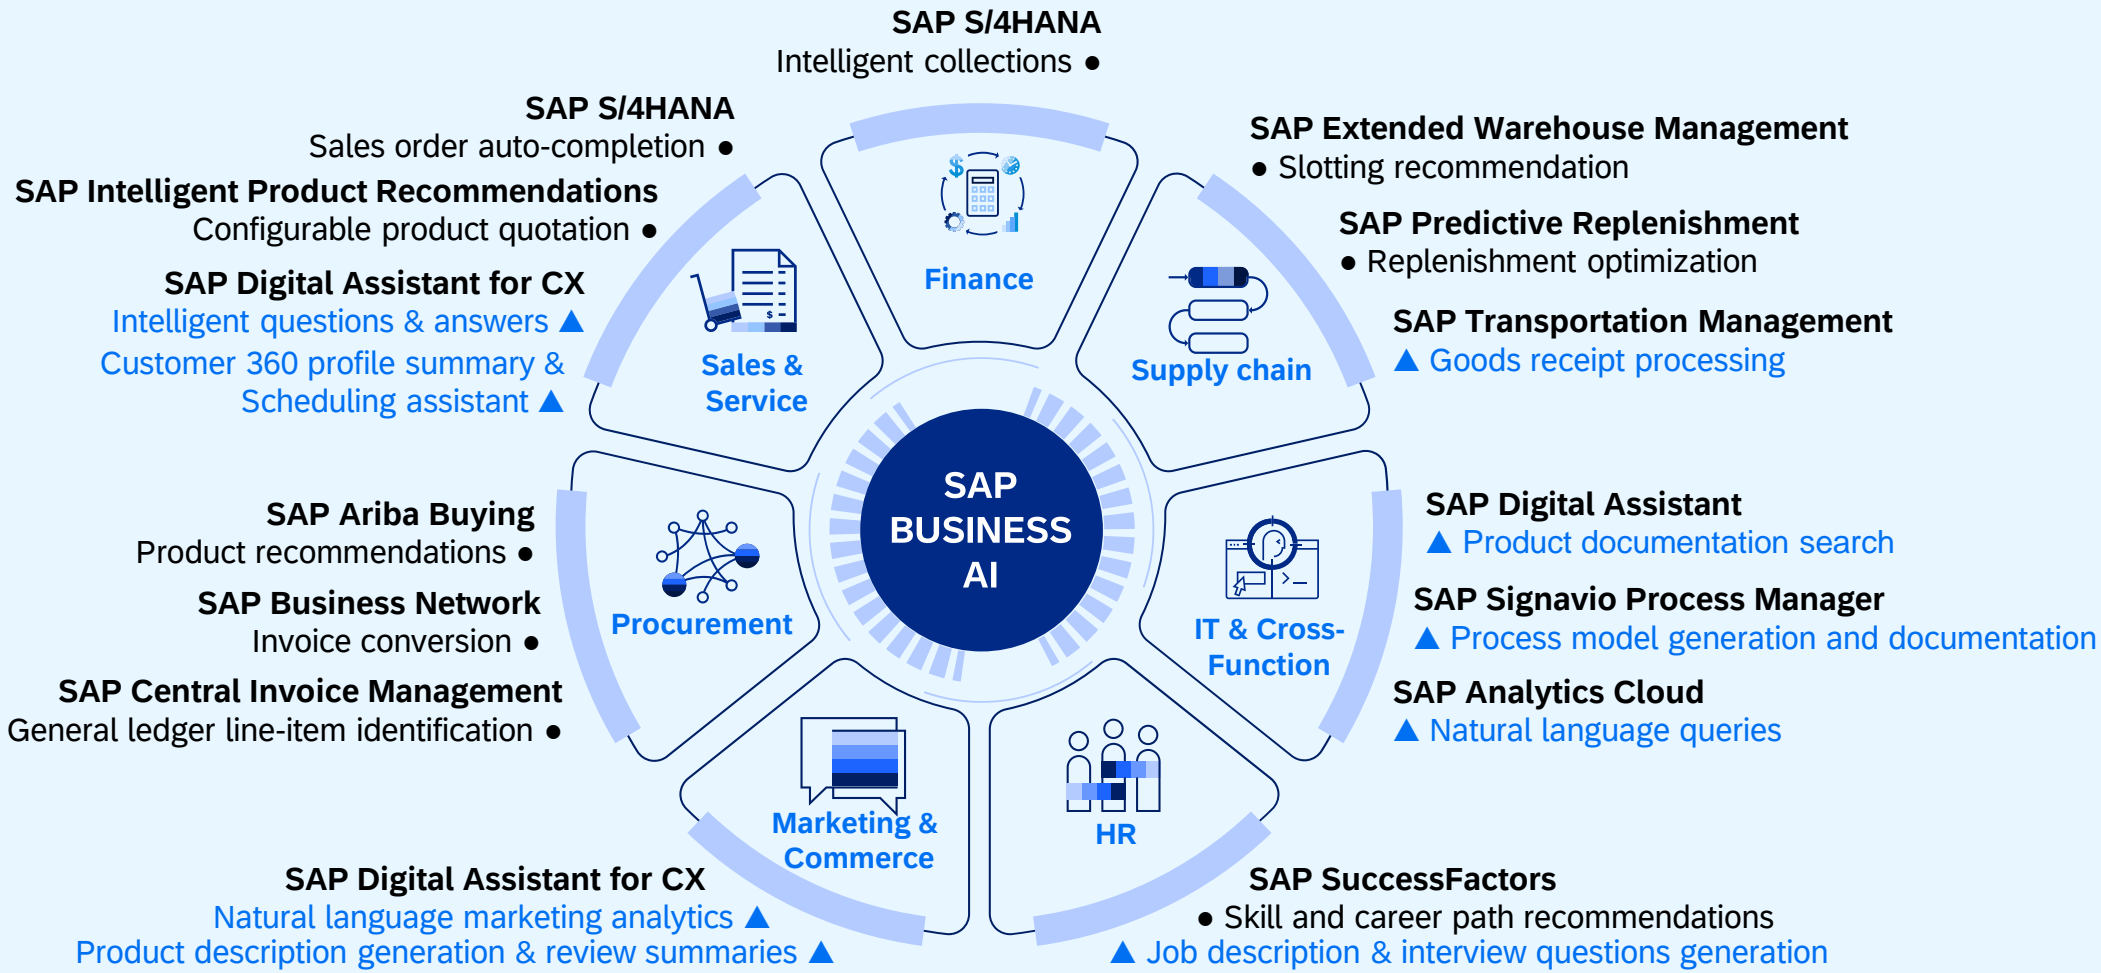 SAP S/4HANA
Intelligent collections ●
SAP S/4HANA
Sales order auto-completion ●
SAP Intelligent Product Recommendations
Configurable product quotation ●
SAP Digital Assistant for CX
Intelligent questions & answers ▲
Customer 360 profile summary &
Scheduling assistant ▲
SAP Extended Warehouse Management
● Slotting recommendation
SAP Predictive Replenishment
● Replenishment optimization
SAP Transportation Management
▲ Goods receipt processing
$
Finance
$
Sales &
Service
Supply chain
SAP
BUSINESS
AI
SAP Ariba Buying
Product recommendations ●
SAP Business Network
Invoice conversion ●
SAP Central Invoice Management
General ledger line-item identification ●
Procurement
IT & Cross-
Function
SAP Digital Assistant
▲ Product documentation search
SAP Signavio Process Manager
▲ Process model generation and documentation
SAP Analytics Cloud
▲ Natural language queries
Marketing &
Commerce
HR
SAP Digital Assistant for CX
Natural language marketing analytics ▲
Product description generation & review summaries ▲
SAP SuccessFactors
● Skill and career path recommendations
▲ Job description & interview questions generation